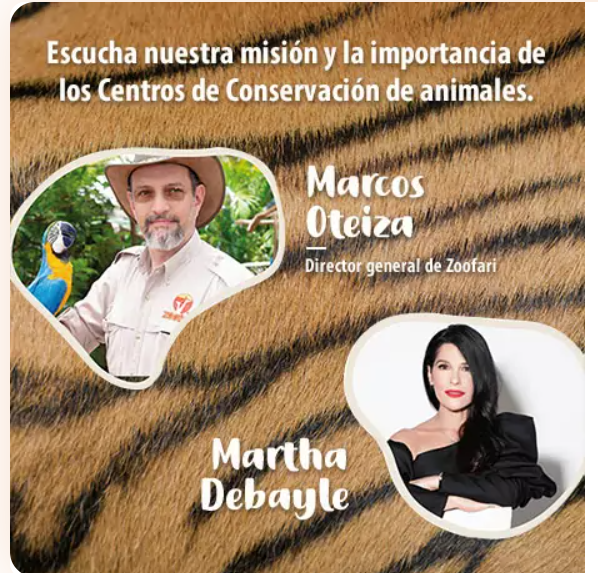 Escucha nuestra misión y la importancia de
los Centros de Conservación de animales.
Marcos
Oteiza
Director general de Zoofari
Martha
Debayle